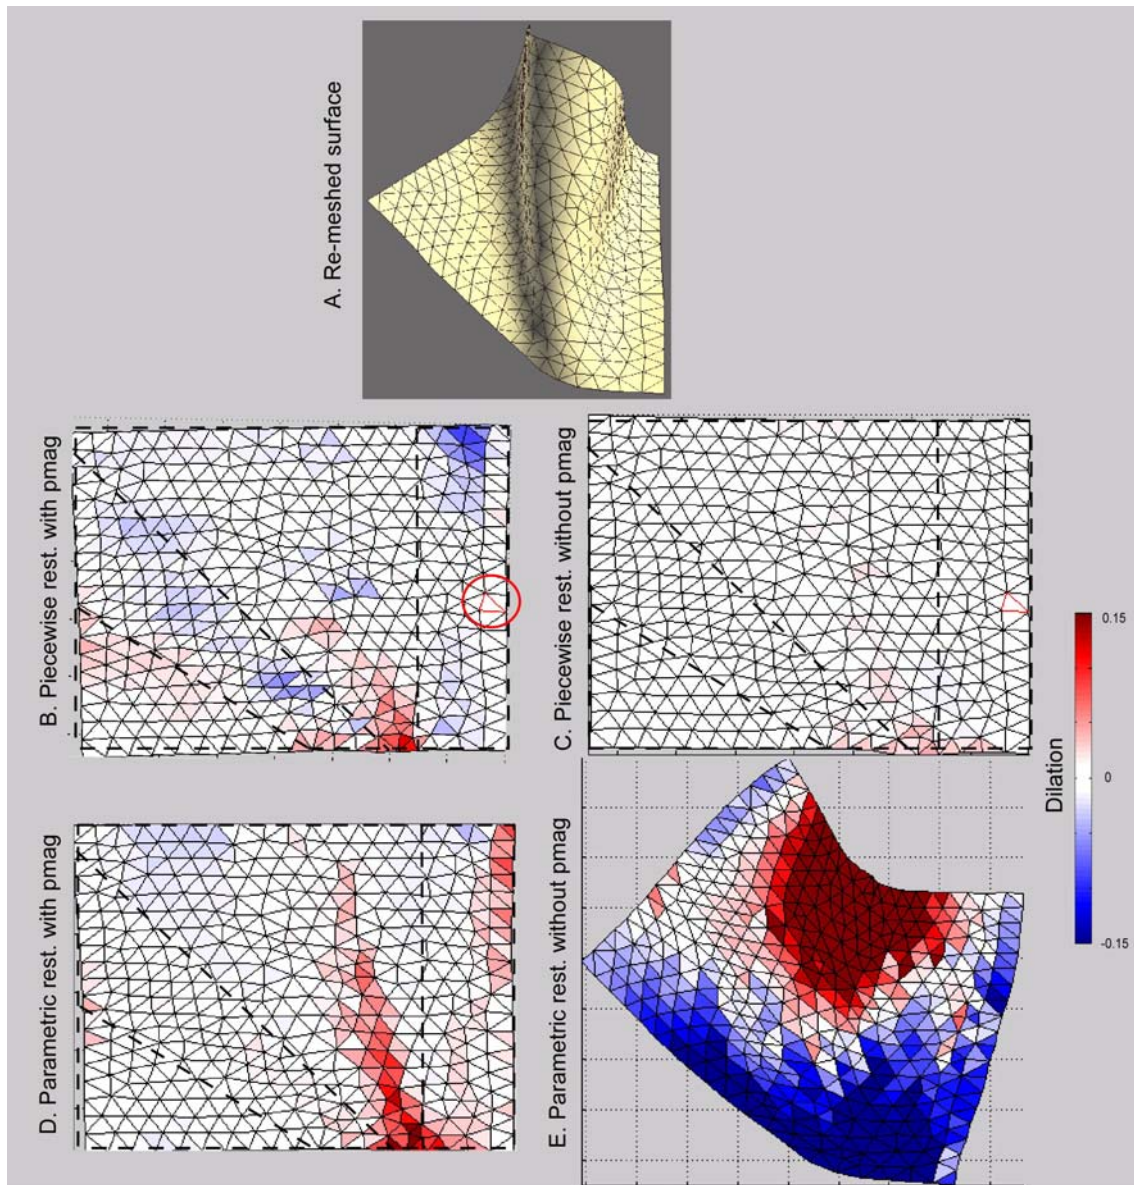 A. Re-meshed surface
B. Piecewise rest. with pmag
C. Piecewise rest. without pmag
D. Parametric rest. with pmag
E. Parametric rest. without pmag
Dilation
0.15
0
-0.15